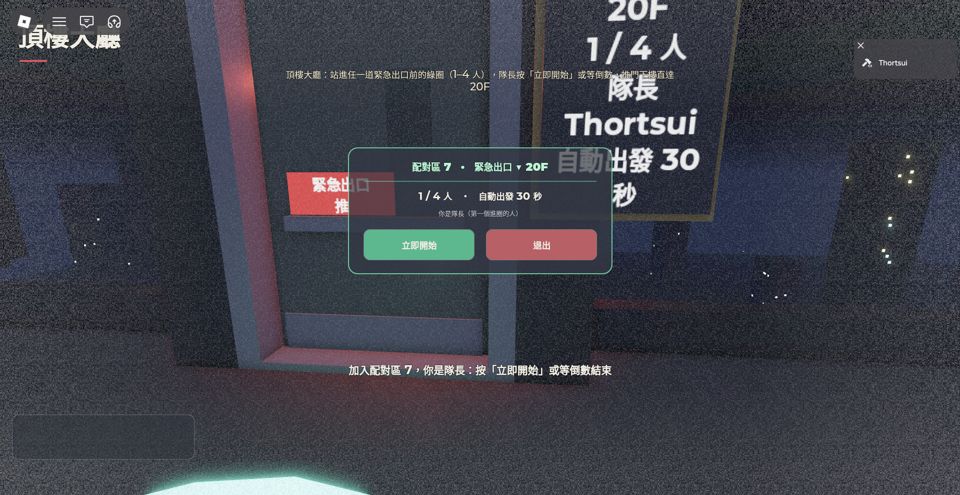 頂樓大廳
頂樓大廳：站進任一道緊急出口前的綠圈（1–4 人），隊長按「立即開始」或等倒數，推門下樓直達
20F
20F
1 / 4 人
隊長
Thortsui
自動出發 30
秒
Thortsui
緊急出口
推
配對區 7 • 緊急出口 ▼ 20F
1 / 4 人 • 自動出發 30 秒
你是隊長（第一個進圈的人）
立即開始
退出
加入配對區 7，你是隊長：按「立即開始」或等倒數結束